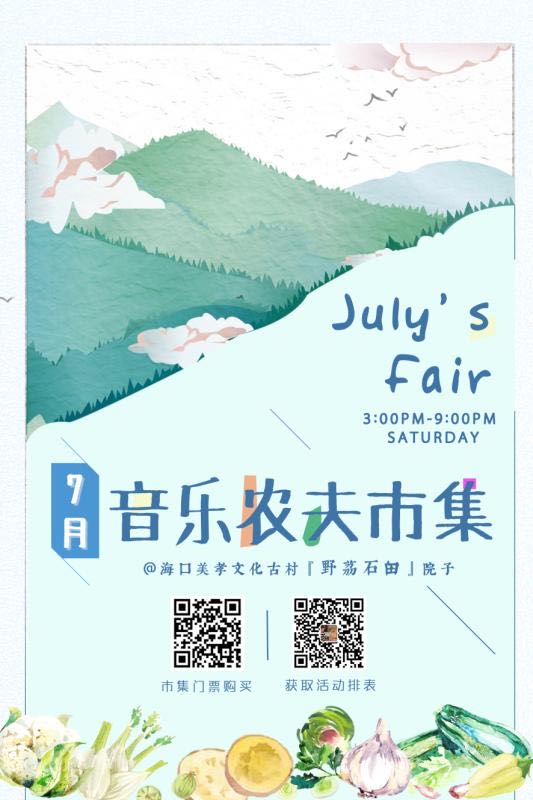 July's
Fair
3:00PM-9:00PM
SATURDAY
7月
音乐农夫市集
@海口美孝文化古村『野荔石田』院子
市集门票购买
获取活动排表